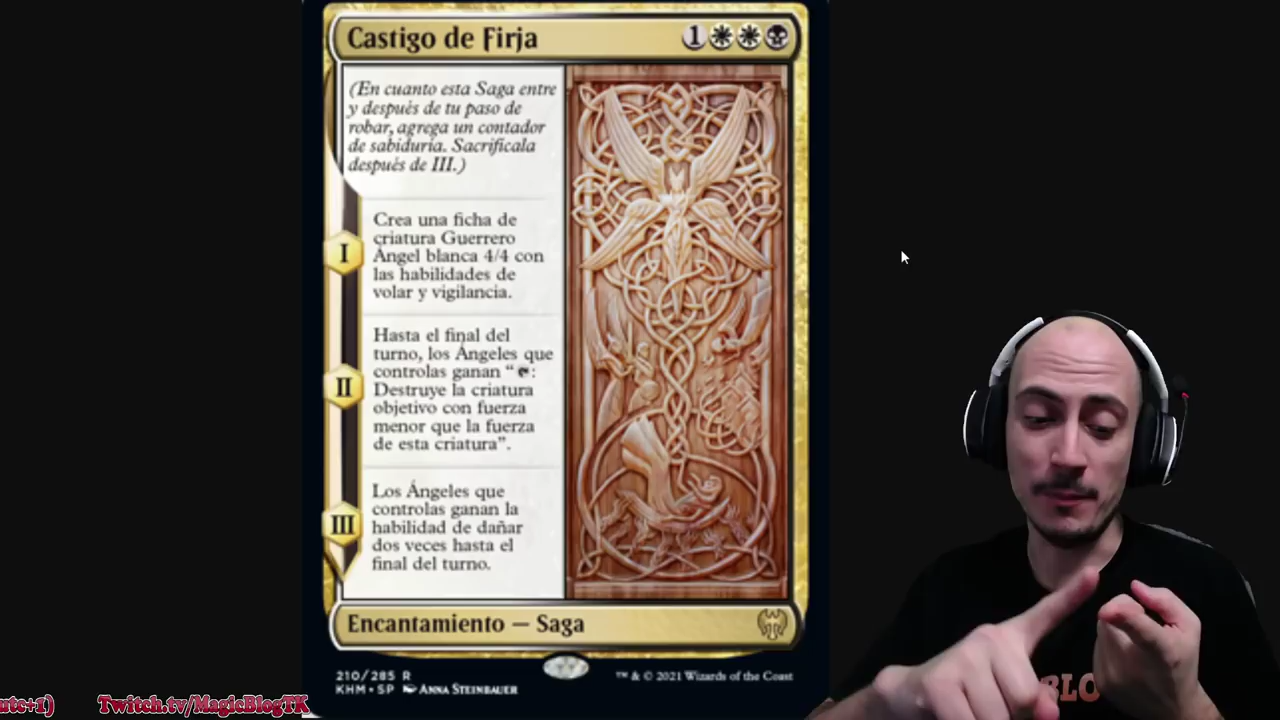 Castigo de Firja
1
(En cuanto esta Saga entre
y después de tu paso de
robar, agrega un contador
de sabiduría. Sacrifícala
después de III.)
I
Crea una ficha de
criatura Guerrero
Ángel blanca 4/4 con
las habilidades de
volar y vigilancia.
II
Hasta el final del
turno, los Ángeles que
controlas ganan “ :
Destruye la criatura
objetivo con fuerza
menor que la fuerza
de esta criatura”.
III
Los Ángeles que
controlas ganan la
habilidad de dañar
dos veces hasta el
final del turno.
Encantamiento — Saga
210/285 R
KHM • SP ANNA STEINBAUER
™ & © 2021 Wizards of the Coast
Twitch.tv/MagicBlogTK